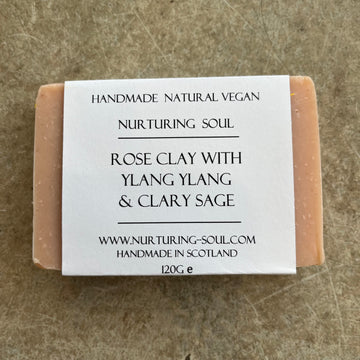 HANDMADE NATURAL VEGAN
NURTURING SOUL
ROSE CLAY WITH
YLANG YLANG
& CLARY SAGE
WWW.NURTURING-SOUL.COM
HANDMADE IN SCOTLAND
120G e